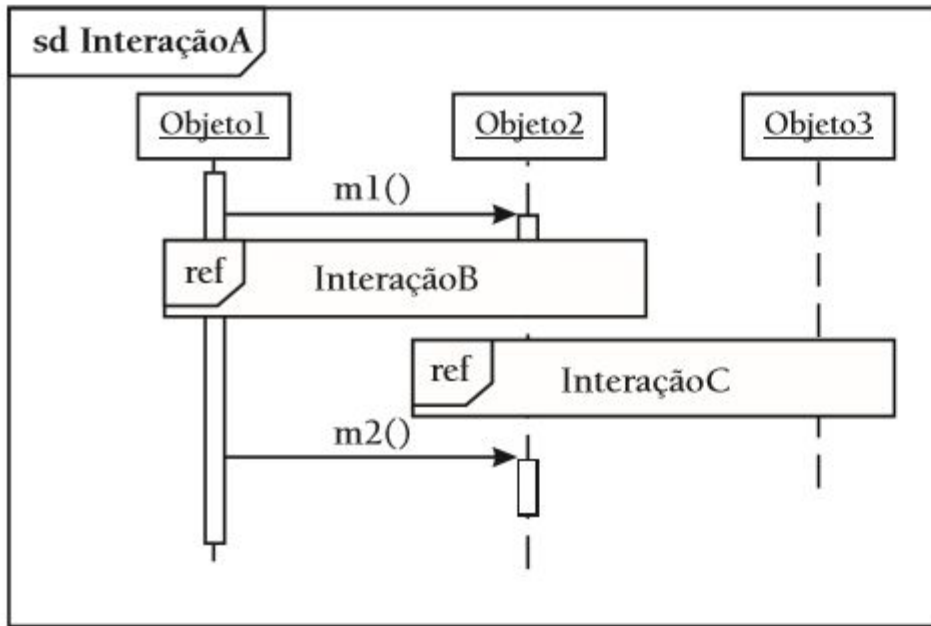 sd InteraçãoA
Objeto1
Objeto2
Objeto3
m1()
ref
InteraçãoB
ref
InteraçãoC
m2()